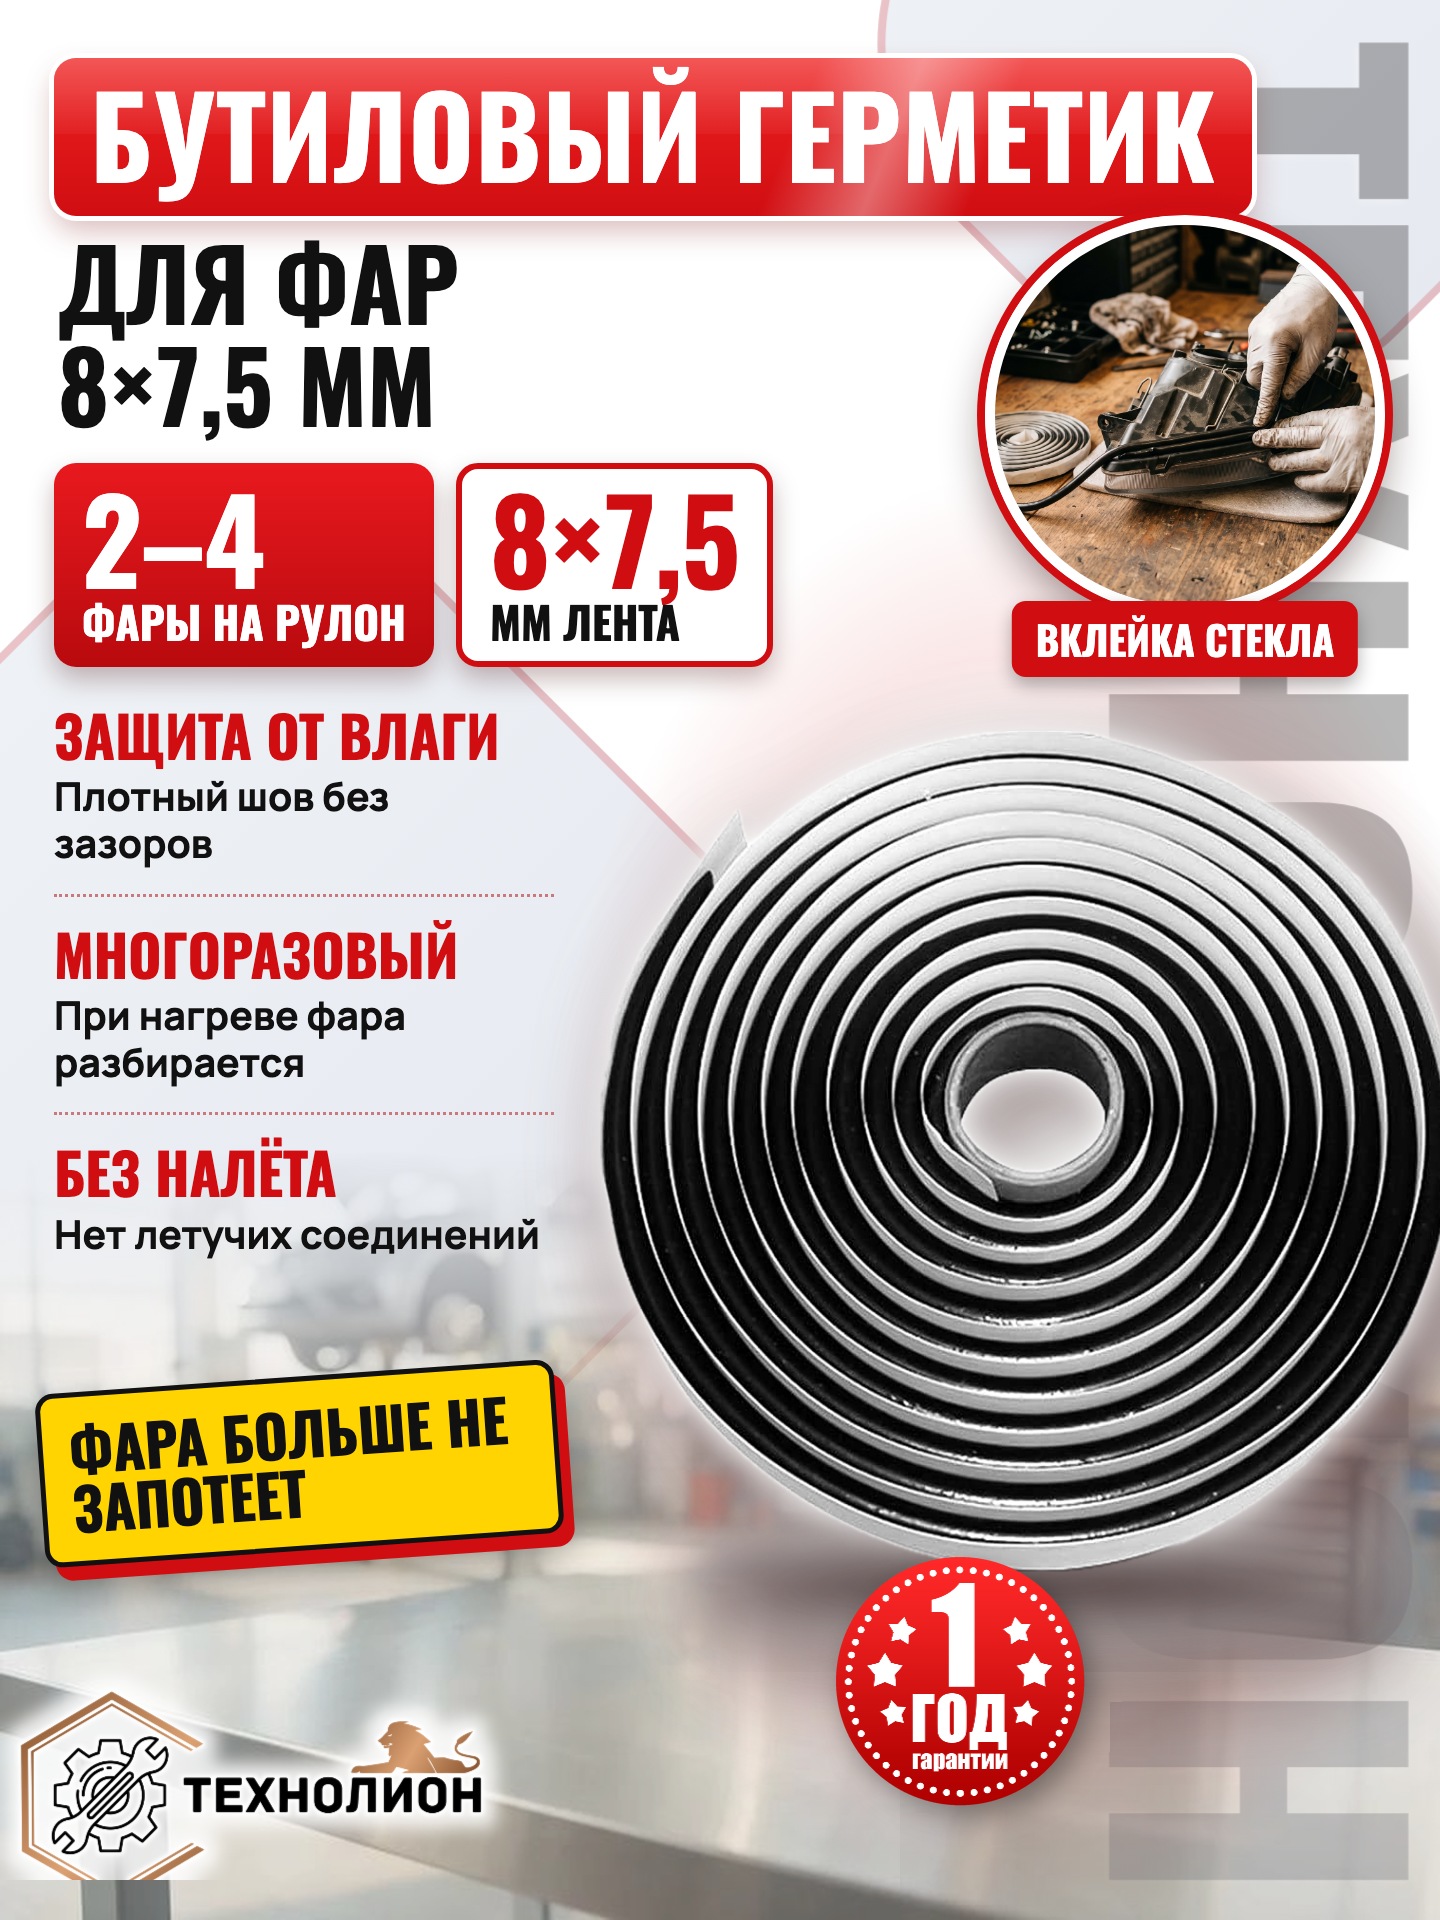 БУТИЛОВЫЙ ГЕРМЕТИК
ДЛЯ ФАР
8×7,5 ММ
2–4
ФАРЫ НА РУЛОН
8×7,5
ММ ЛЕНТА
ВКЛЕЙКА СТЕКЛА
ЗАЩИТА ОТ ВЛАГИ
Плотный шов без
зазоров
МНОГОРАЗОВЫЙ
При нагреве фара
разбирается
БЕЗ НАЛЁТА
Нет летучих соединений
ФАРА БОЛЬШЕ НЕ
ЗАПОТЕЕТ
1
ГОД
гарантии
ТЕХНОЛИОН